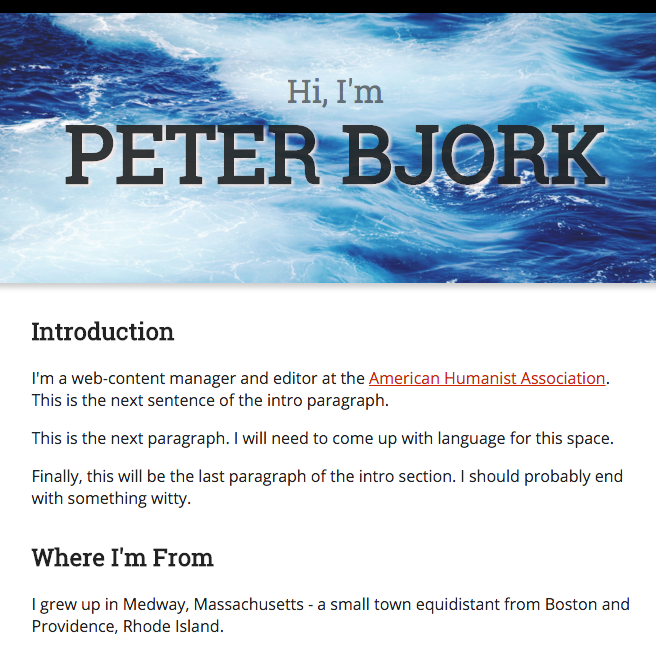 Hi, I'm
PETER BJORK
Introduction
I'm a web-content manager and editor at the American Humanist Association.
This is the next sentence of the intro paragraph.
This is the next paragraph. I will need to come up with language for this space.
Finally, this will be the last paragraph of the intro section. I should probably end
with something witty.
Where I'm From
I grew up in Medway, Massachusetts - a small town equidistant from Boston and
Providence, Rhode Island.